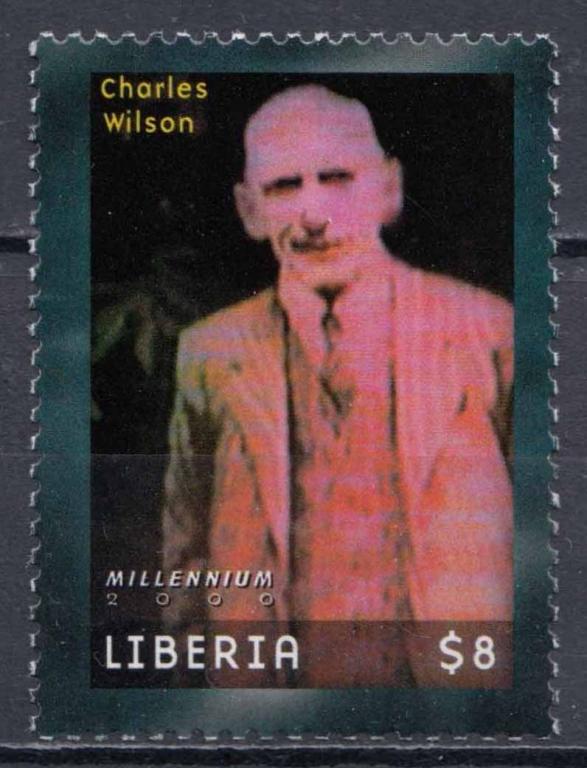 Charles
Wilson
MILLENNIUM
2000
LIBERIA $8